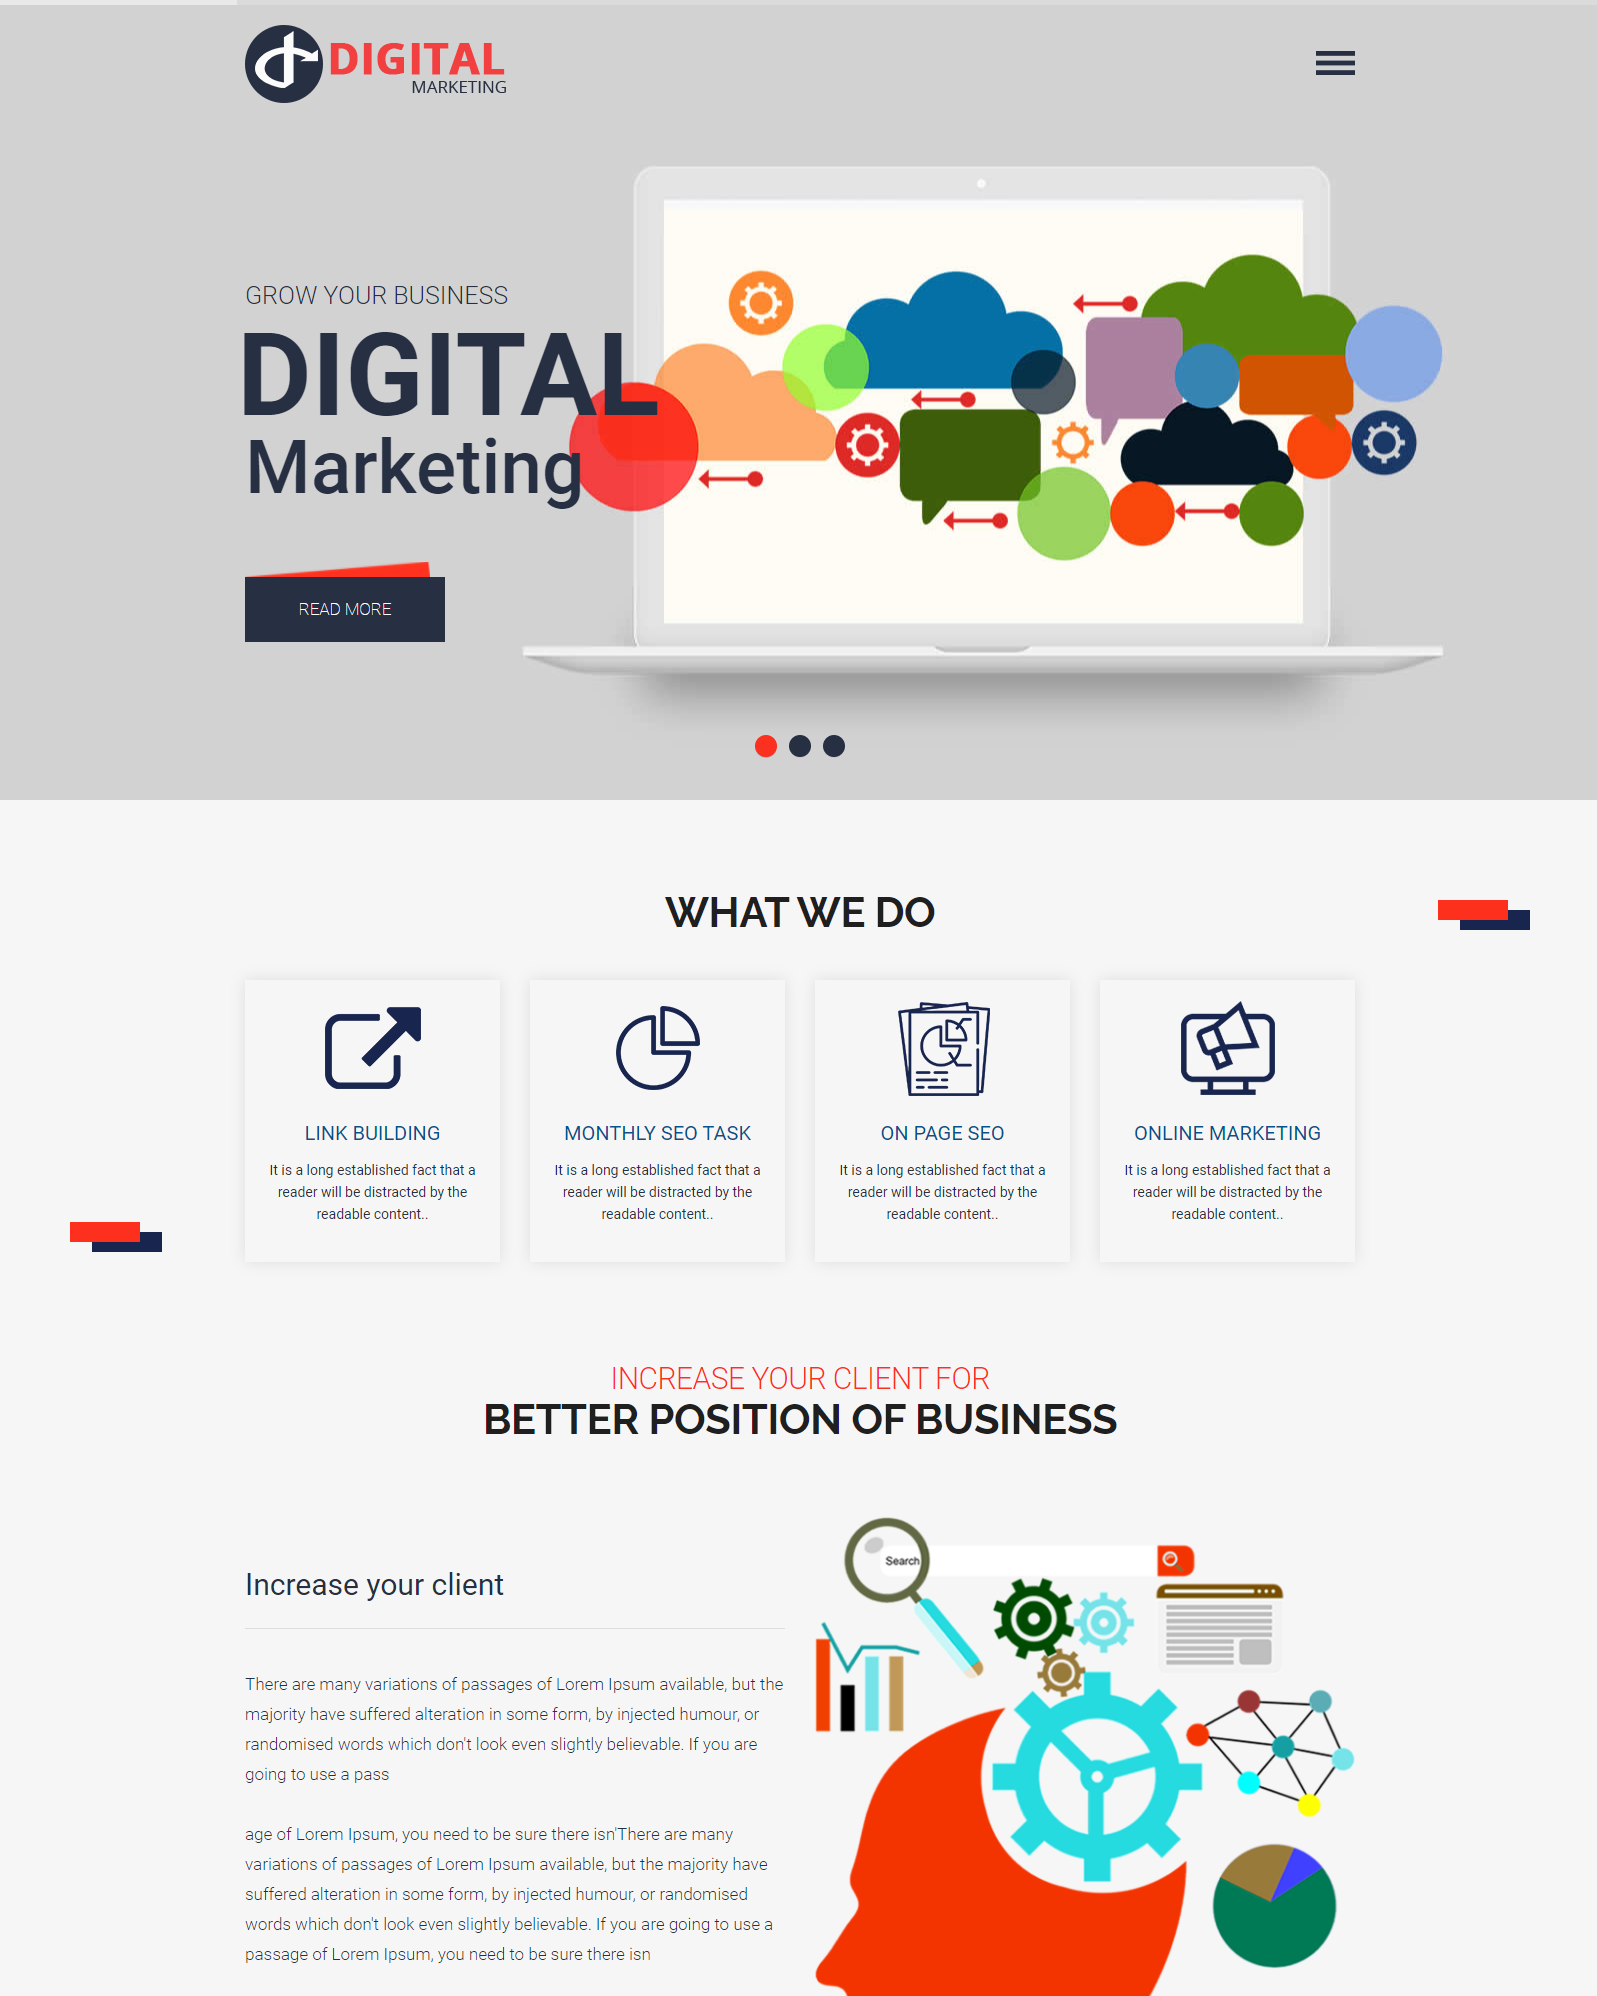 DIGITAL
MARKETING
GROW YOUR BUSINESS
DIGITAL
Marketing
READ MORE
WHAT WE DO
LINK BUILDING
It is a long established fact that a
reader will be distracted by the
readable content..
MONTHLY SEO TASK
It is a long established fact that a
reader will be distracted by the
readable content..
ON PAGE SEO
It is a long established fact that a
reader will be distracted by the
readable content..
ONLINE MARKETING
It is a long established fact that a
reader will be distracted by the
readable content..
INCREASE YOUR CLIENT FOR
BETTER POSITION OF BUSINESS
Increase your client
There are many variations of passages of Lorem Ipsum available, but the
majority have suffered alteration in some form, by injected humour, or
randomised words which don't look even slightly believable. If you are
going to use a pass
age of Lorem Ipsum, you need to be sure there isn'There are many
variations of passages of Lorem Ipsum available, but the majority have
suffered alteration in some form, by injected humour, or randomised
words which don't look even slightly believable. If you are going to use a
passage of Lorem Ipsum, you need to be sure there isn
Search